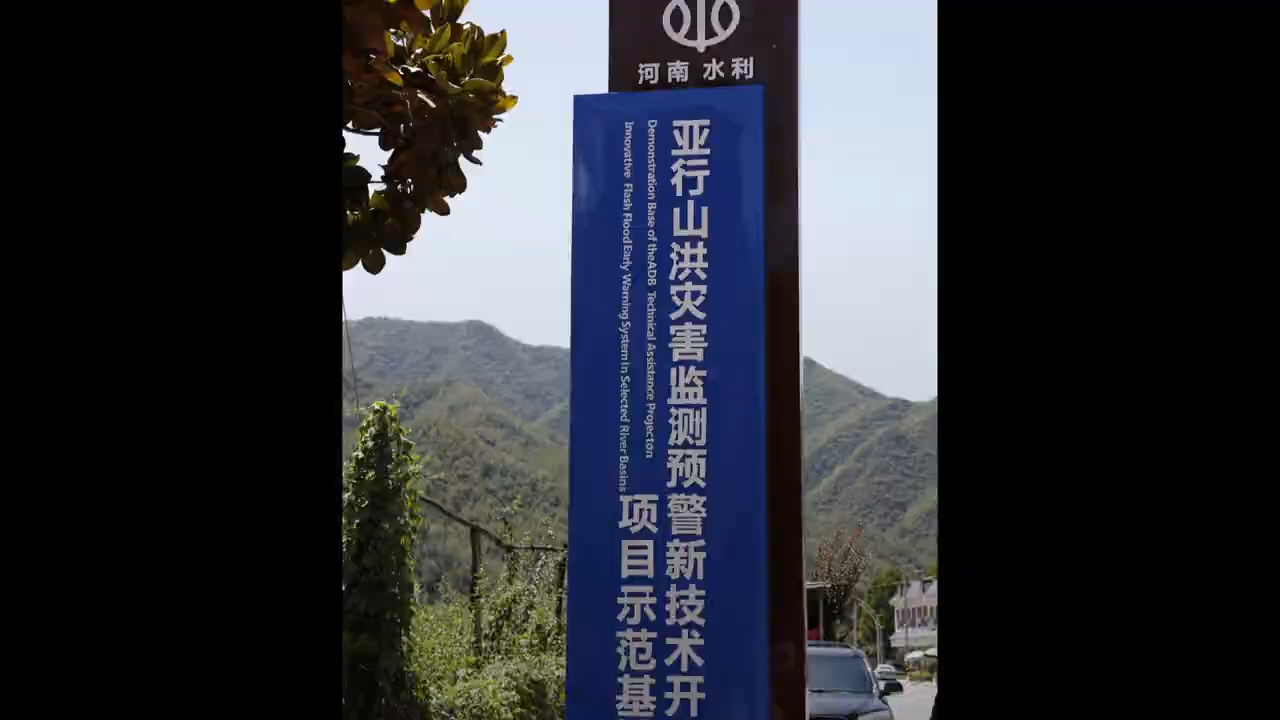 河南 水利
亚行山洪灾害监测预警新技术开
项目示范基
Demonstration Base of theADB Technical Assistance Projecton
Innovative Flash Flood Early Warning System in Selected River Basins